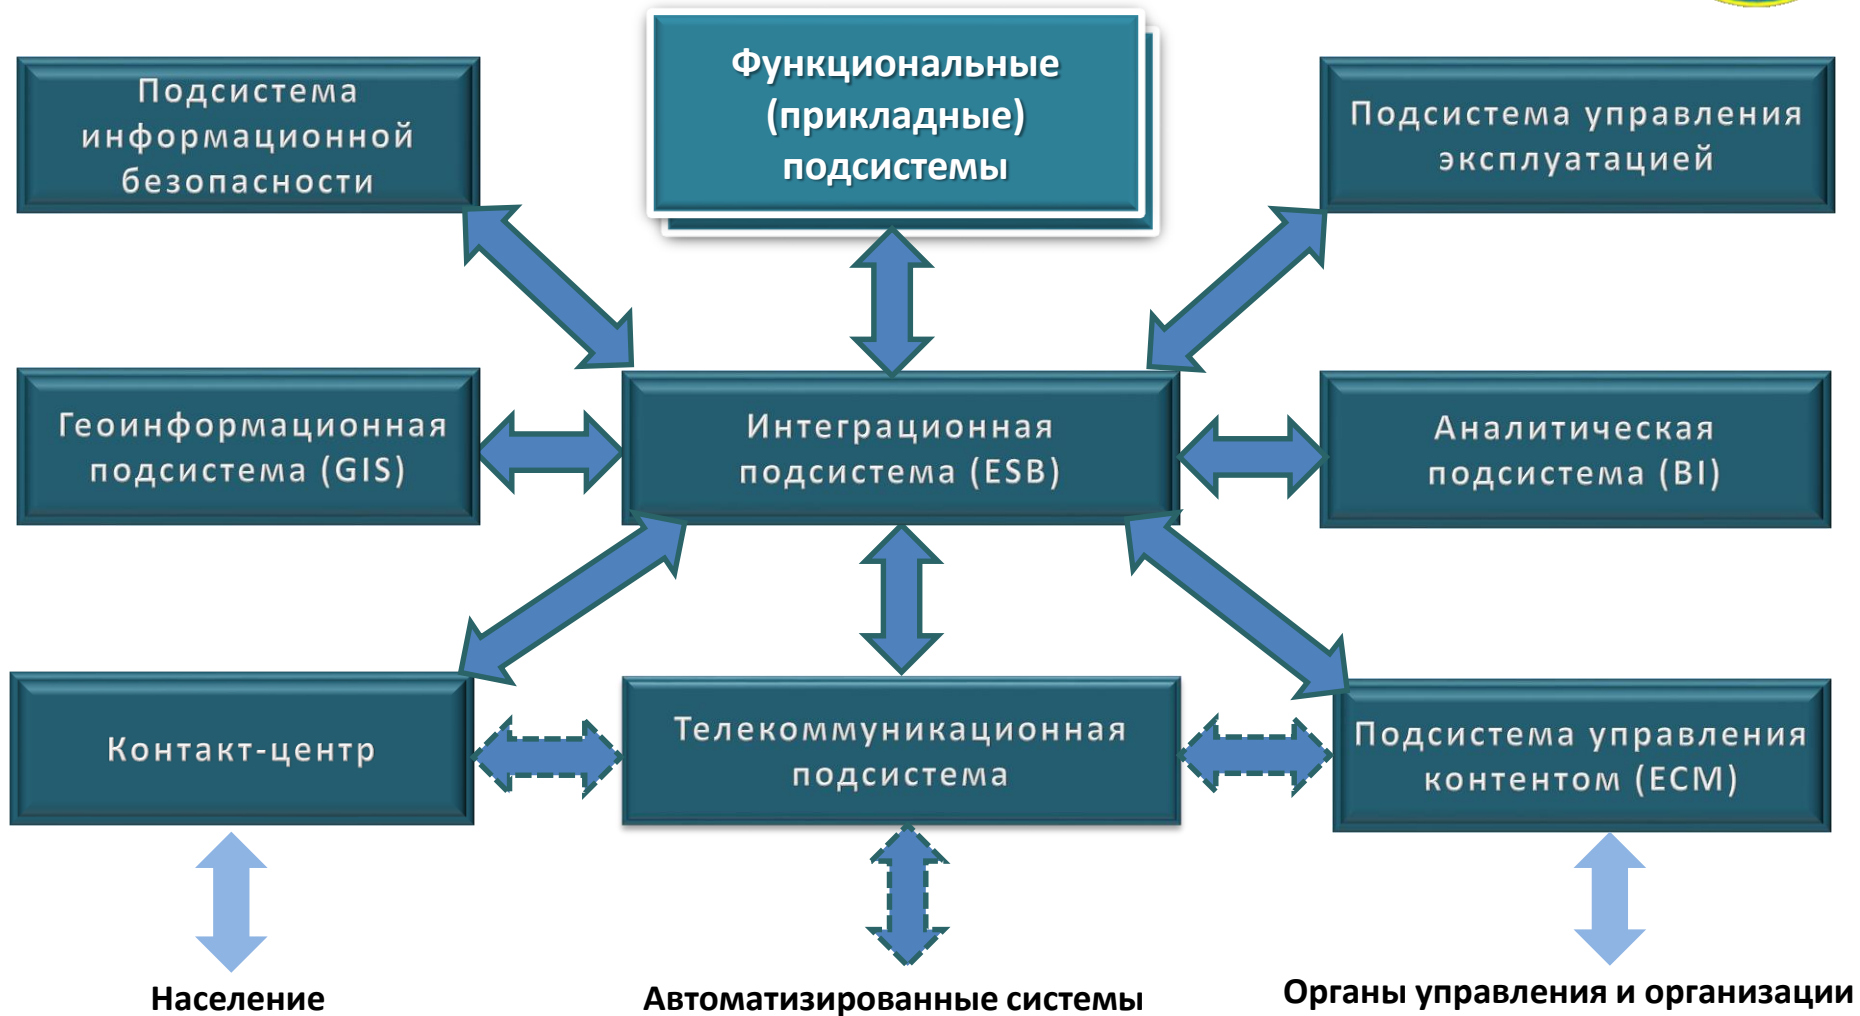 Подсистема
информационной
безопасности
Функциональные
(прикладные)
подсистемы
Подсистема управления
эксплуатацией
Геоинформационная
подсистема (GIS)
Интеграционная
подсистема (ESB)
Аналитическая
подсистема (BI)
Контакт-центр
Телекоммуникационная
подсистема
Подсистема управления
контентом (ECM)
Население
Автоматизированные системы
Органы управления и организации